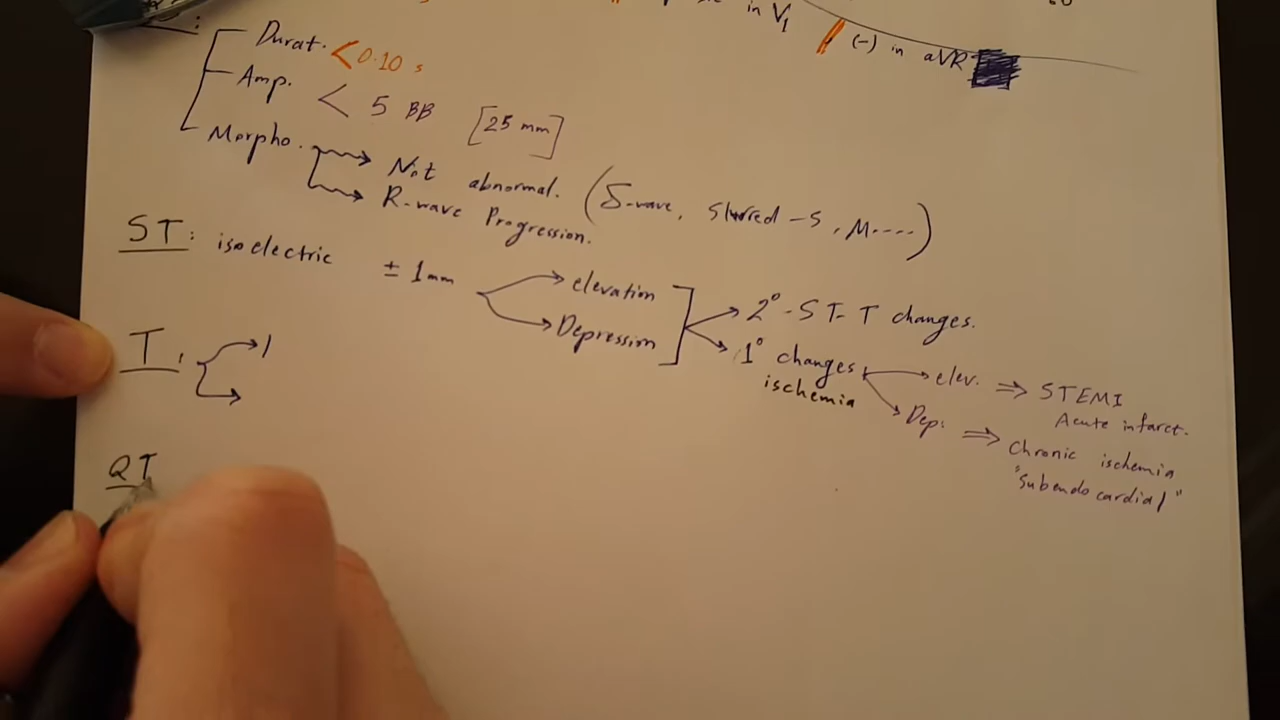 in V1
(-) in aVR
Durat. < 0.10 s
Amp. < 5 BB [25 mm]
Morpho. Not abnormal. (δ-wave, slurred-S, M....)
R-wave Progression.
ST: isoelectric ± 1mm elevation
Depression
2° - ST-T changes.
1° changes
ischemia
elev. ⇒ STEMI
Acute infarct.
Dep. ⇒ Chronic ischemia
"Subendocardial"
T:
QT